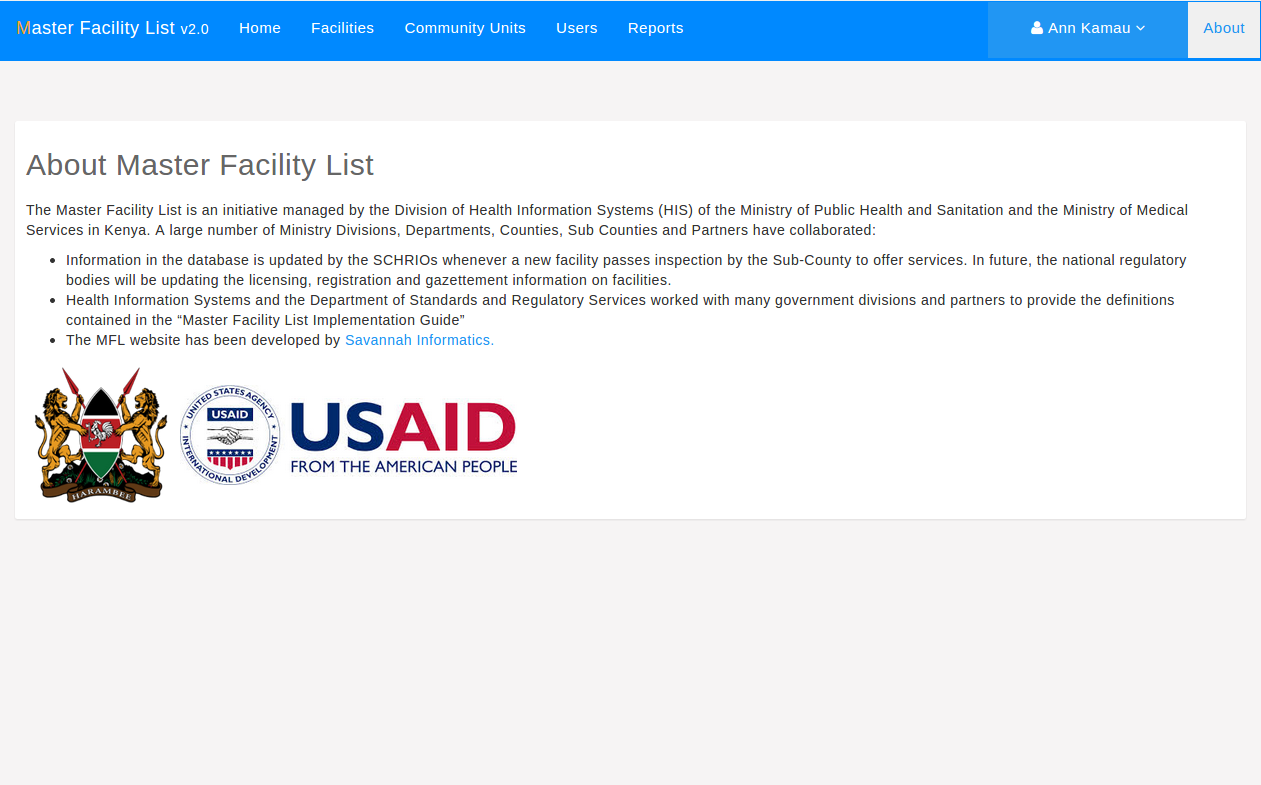 Master Facility List v2.0 Home Facilities Community Units Users Reports Ann Kamau About
About Master Facility List
The Master Facility List is an initiative managed by the Division of Health Information Systems (HIS) of the Ministry of Public Health and Sanitation and the Ministry of Medical
Services in Kenya. A large number of Ministry Divisions, Departments, Counties, Sub Counties and Partners have collaborated:
• Information in the database is updated by the SCHRIOs whenever a new facility passes inspection by the Sub-County to offer services. In future, the national regulatory
bodies will be updating the licensing, registration and gazettement information on facilities.
• Health Information Systems and the Department of Standards and Regulatory Services worked with many government divisions and partners to provide the definitions
contained in the “Master Facility List Implementation Guide”
• The MFL website has been developed by Savannah Informatics.
HARAMBEE
UNITED STATES AGENCY
USAID
INTERNATIONAL DEVELOPMENT
USAID
FROM THE AMERICAN PEOPLE